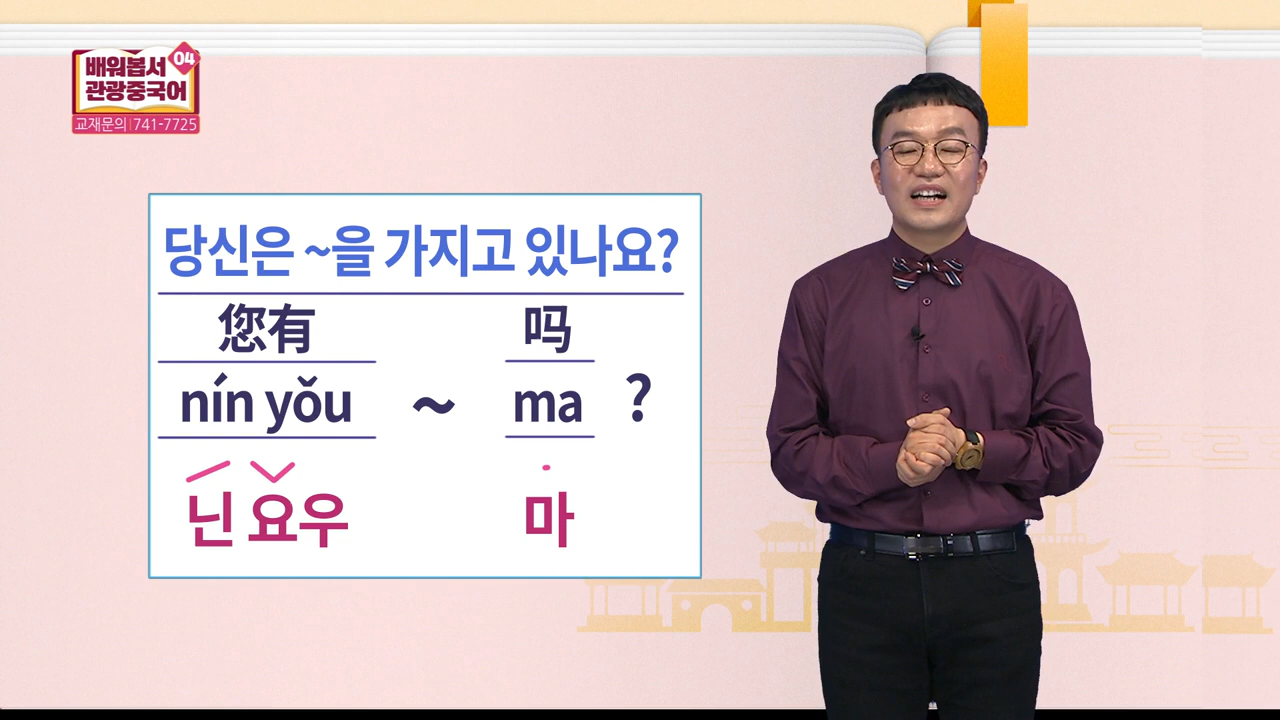 배워봅서 04
관광중국어
교재문의 | 741-7725
당신은 ~을 가지고 있나요?
您有 吗
nín yǒu ~ ma ?
닌 요우 마